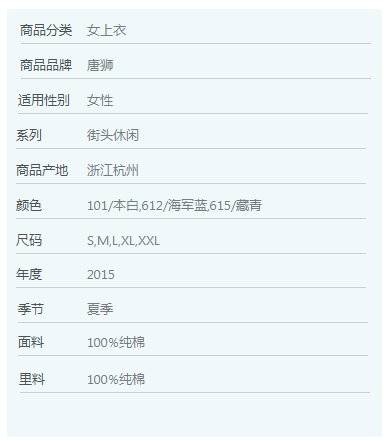 商品分类 女上衣
商品品牌 唐狮
适用性别 女性
系列 街头休闲
商品产地 浙江杭州
颜色 101/本白,612/海军蓝,615/藏青
尺码 S,M,L,XL,XXL
年度 2015
季节 夏季
面料 100%纯棉
里料 100%纯棉